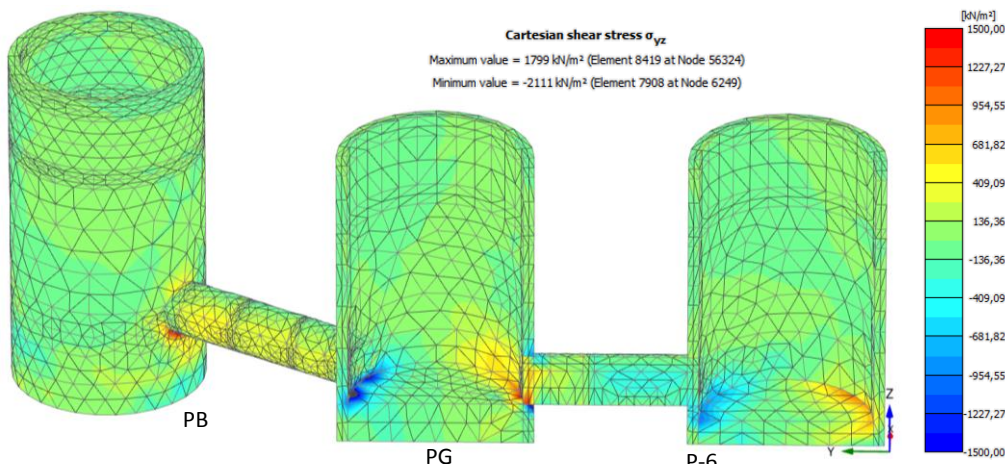 Cartesian shear stress σyz
Maximum value = 1799 kN/m² (Element 8419 at Node 56324)
Minimum value = -2111 kN/m² (Element 7908 at Node 6249)
[kN/m²]
1500,00
1227,27
954,55
681,82
409,09
136,36
-136,36
-409,09
-681,82
-954,55
-1227,27
-1500,00
Z
Y
PB
PG
P-6